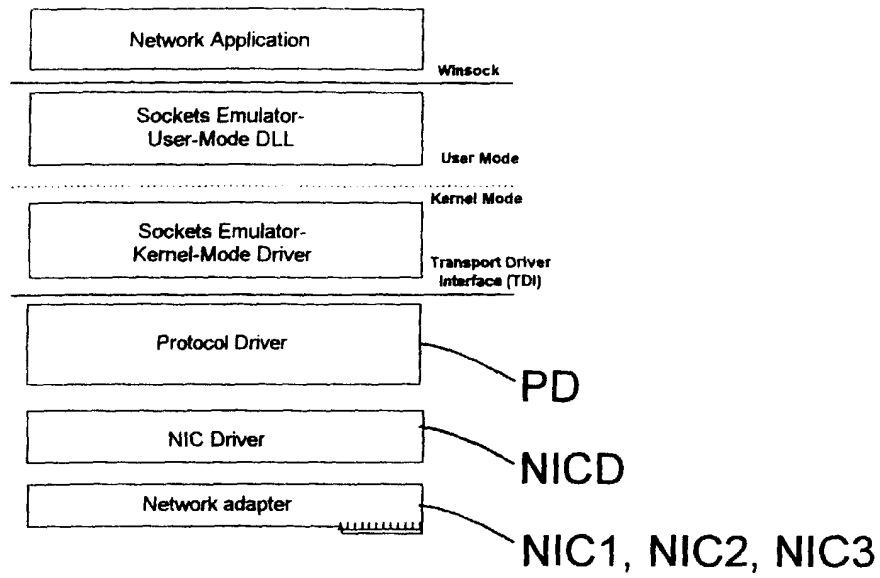 Network Application
Winsock
Sockets Emulator-
User-Mode DLL
User Mode
Kernel Mode
Sockets Emulator-
Kernel-Mode Driver
Transport Driver
Interface (TDI)
Protocol Driver
PD
NIC Driver
NICD
Network adapter
NIC1, NIC2, NIC3